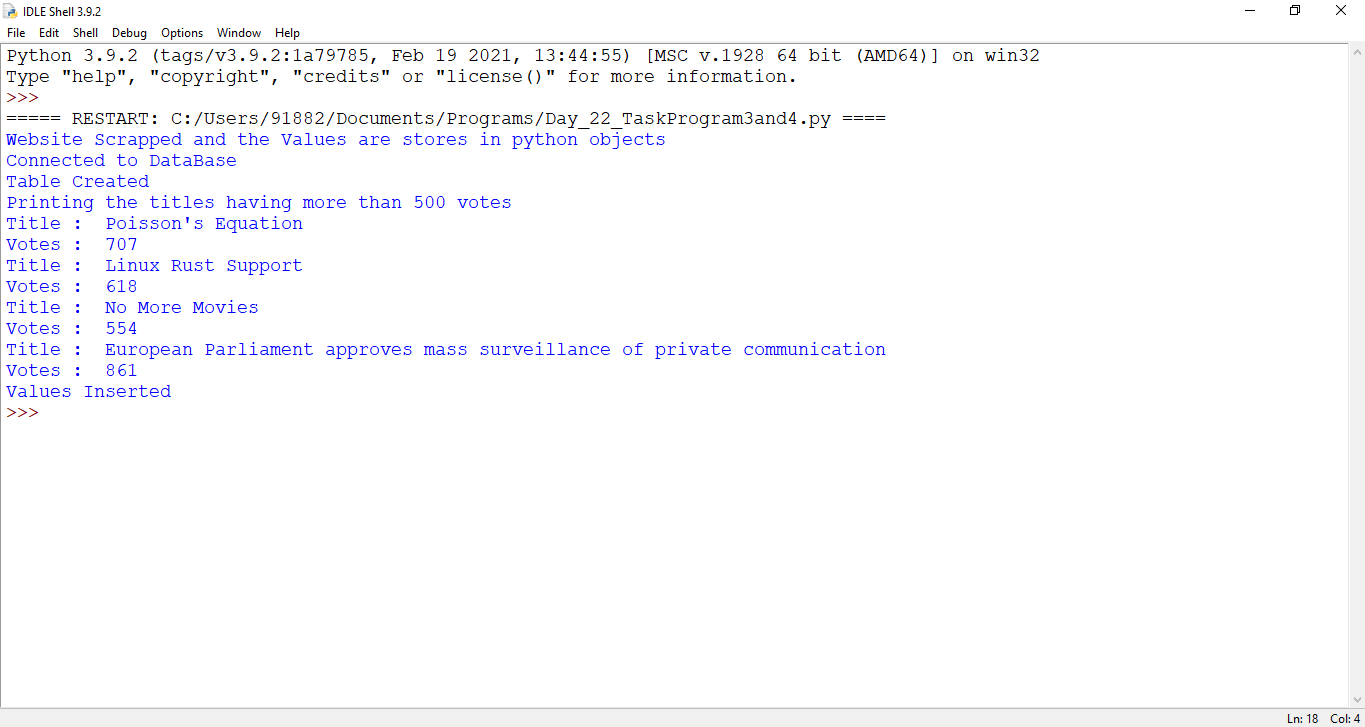 IDLE Shell 3.9.2
File Edit Shell Debug Options Window Help
Python 3.9.2 (tags/v3.9.2:1a79785, Feb 19 2021, 13:44:55) [MSC v.1928 64 bit (AMD64)] on win32
Type "help", "copyright", "credits" or "license()" for more information.
>>>
===== RESTART: C:/Users/91882/Documents/Programs/Day_22_TaskProgram3and4.py ====
Website Scrapped and the Values are stores in python objects
Connected to DataBase
Table Created
Printing the titles having more than 500 votes
Title :  Poisson's Equation
Votes :  707
Title :  Linux Rust Support
Votes :  618
Title :  No More Movies
Votes :  554
Title :  European Parliament approves mass surveillance of private communication
Votes :  861
Values Inserted
>>>
Ln: 18 Col: 4